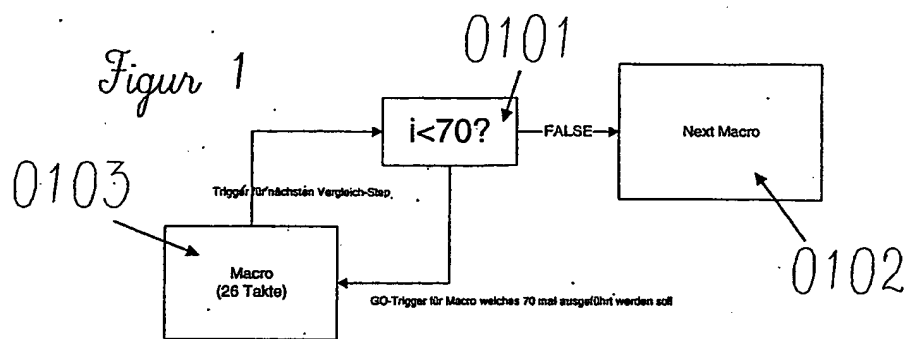 Figur 1
0101
i<70?
FALSE
Next Macro
0103
Trigger für nächsten Vergleich-Step
0102
Macro
(26 Takte)
GO-Trigger für Macro welches 70 mal ausgeführt werden soll